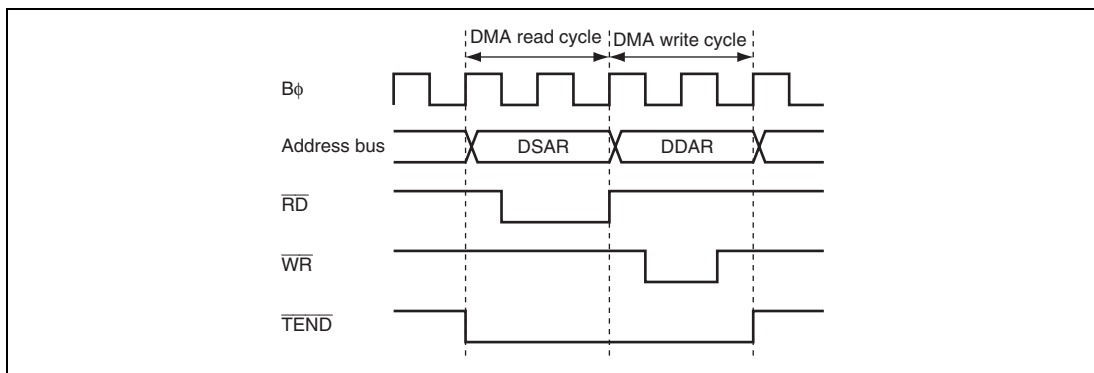 DMA read cycle DMA write cycle
Bϕ
Address bus DSAR DDAR
RD
WR
TEND